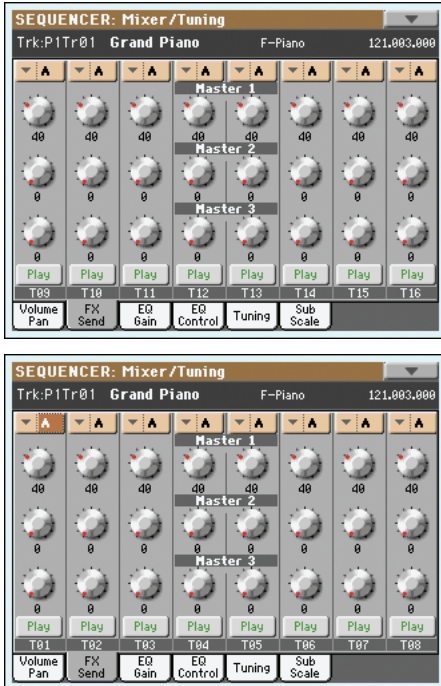 SEQUENCER: Mixer/Tuning
Trk:P1Tr01 Grand Piano F-Piano 121.003.000
A A A A A A A A
Master 1
40 40 40 40 40 40 40 40
Master 2
0 0 0 0 0 0 0 0
Master 3
0 0 0 0 0 0 0 0
Play Play Play Play Play Play Play Play
T09 T10 T11 T12 T13 T14 T15 T16
Volume Pan FX Send EQ Gain EQ Control Tuning Sub Scale
SEQUENCER: Mixer/Tuning
Trk:P1Tr01 Grand Piano F-Piano 121.003.000
A A A A A A A A
Master 1
40 40 40 40 40 40 40 40
Master 2
0 0 0 0 0 0 0 0
Master 3
0 0 0 0 0 0 0 0
Play Play Play Play Play Play Play Play
T01 T02 T03 T04 T05 T06 T07 T08
Volume Pan FX Send EQ Gain EQ Control Tuning Sub Scale